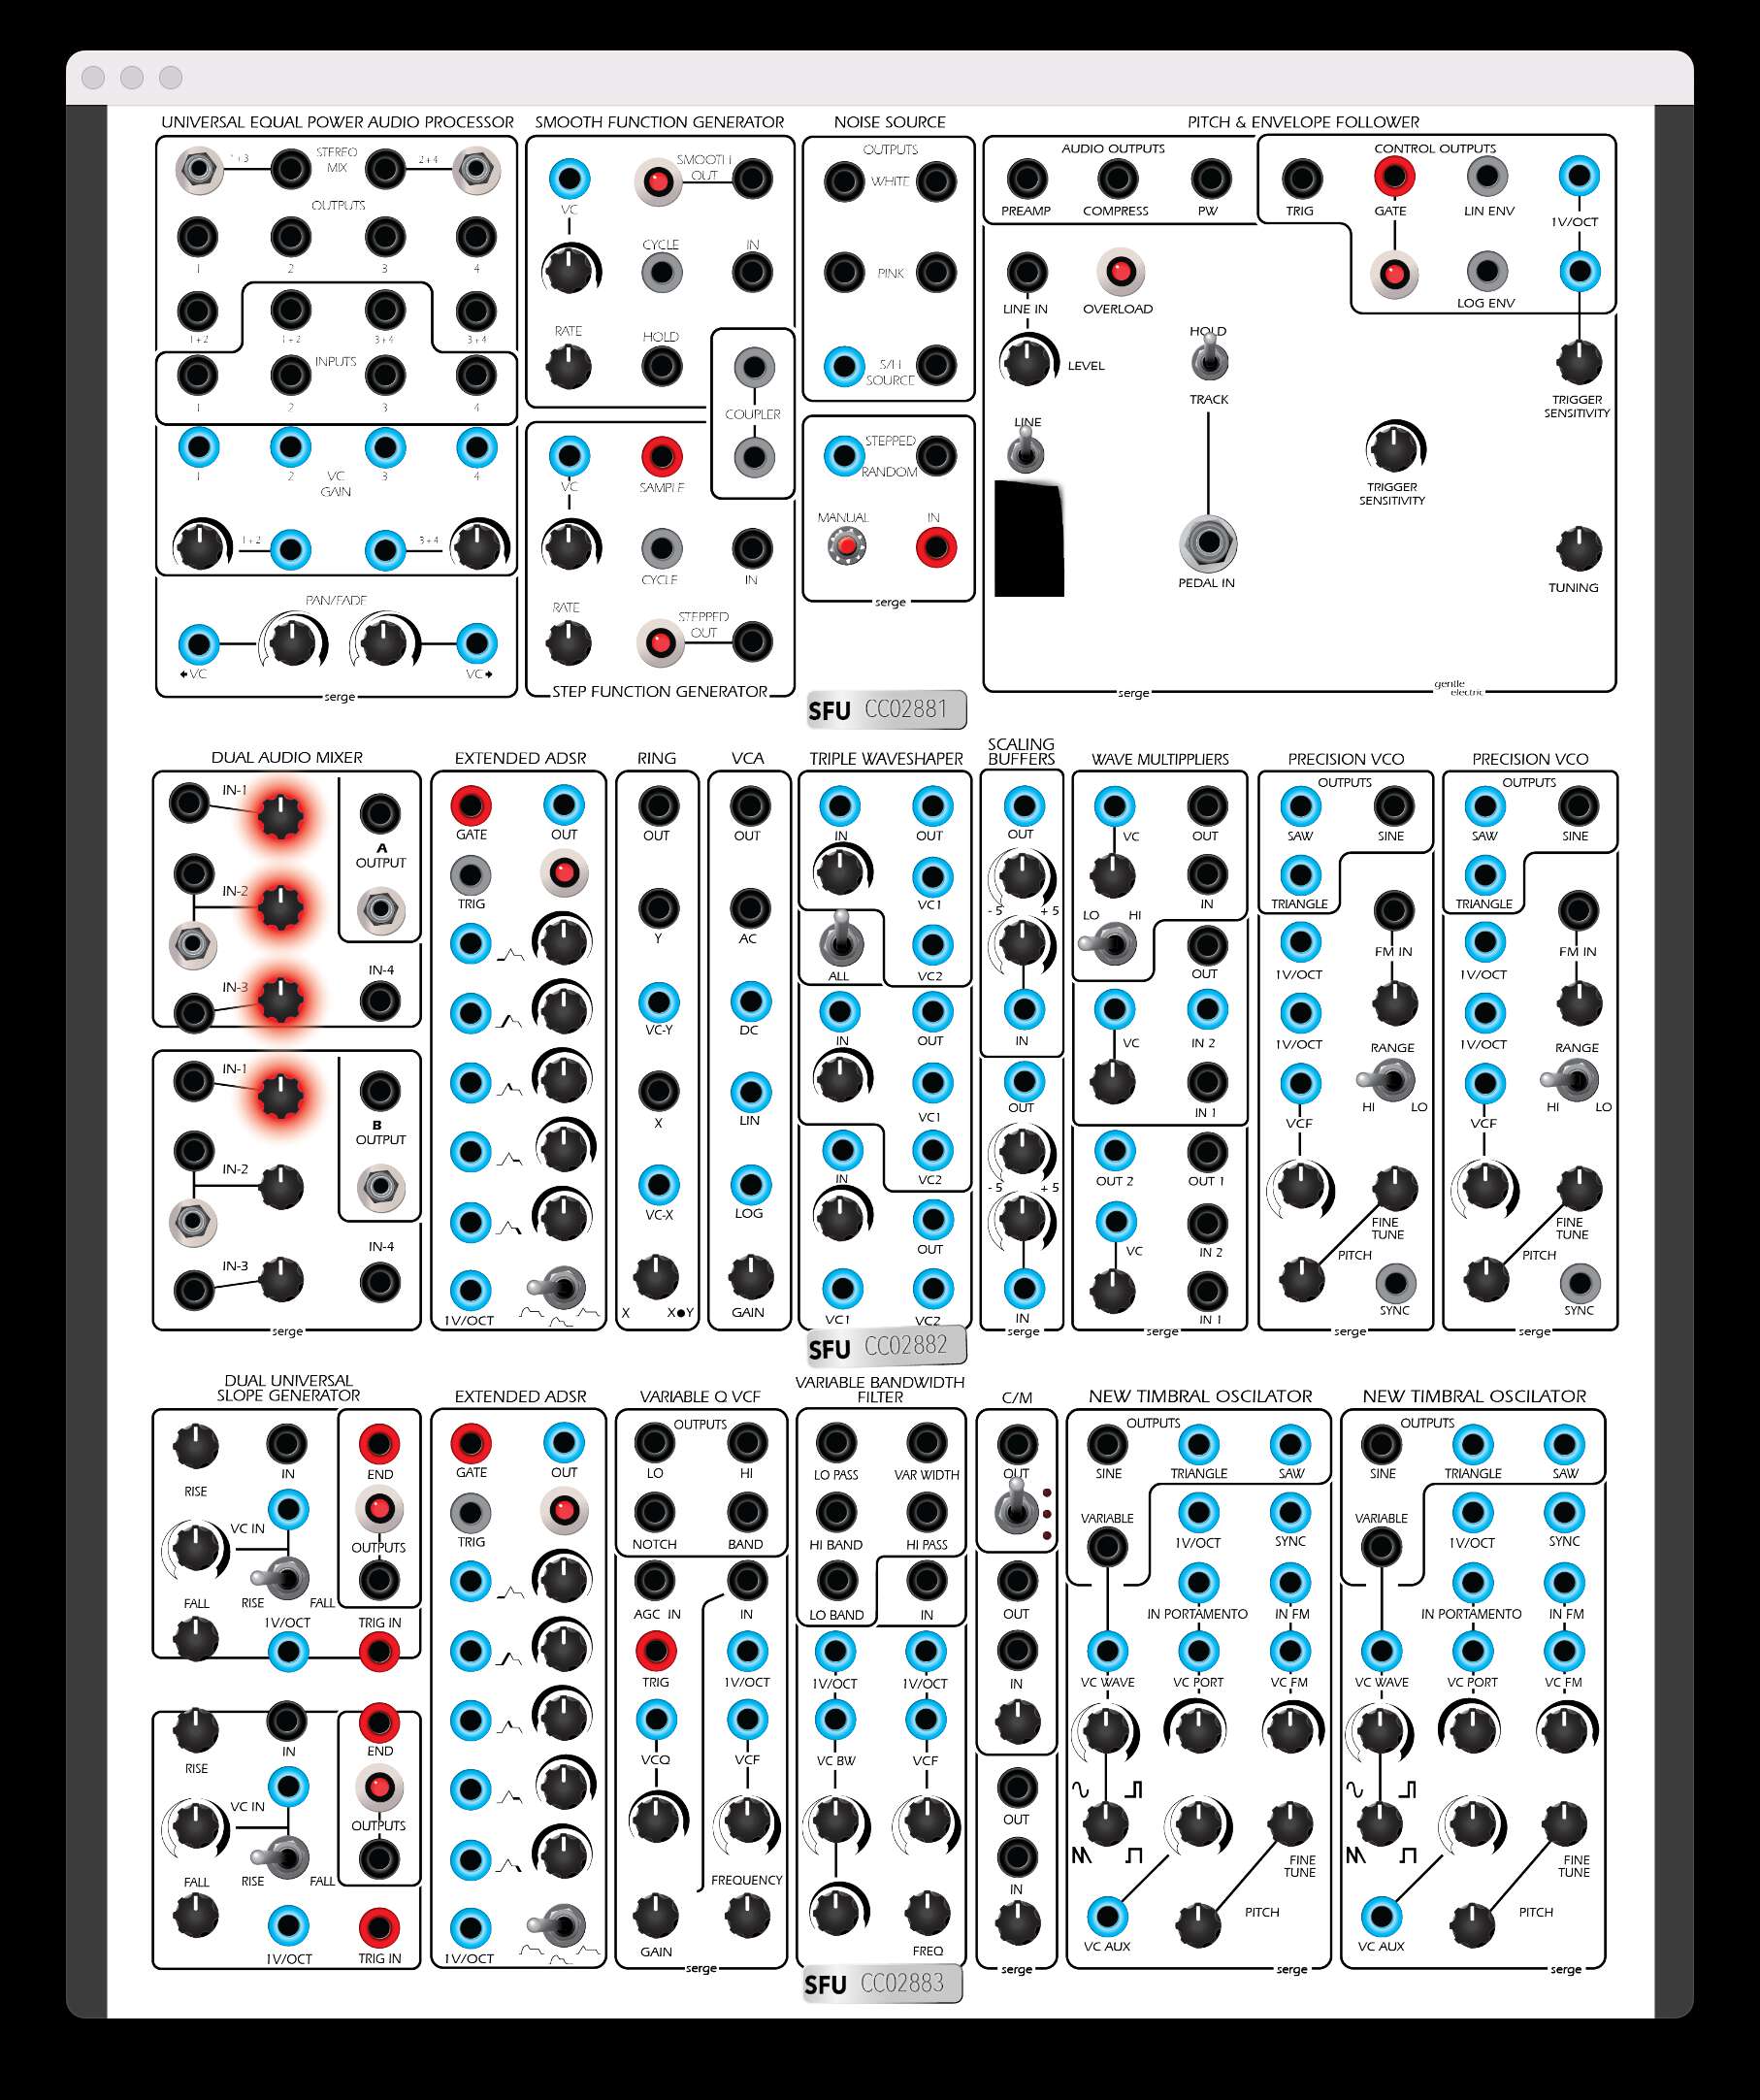 UNIVERSAL EQUAL POWER AUDIO PROCESSOR
1 + 3
STEREO
MIX
2 + 4
OUTPUTS
1
2
3
4
1 + 2
1 + 2
3 + 4
3 + 4
INPUTS
1
2
3
4
1
2
VC
GAIN
3
4
1 + 2
3 + 4
PAN/FADE
VC
VC
serge
SMOOTH FUNCTION GENERATOR
SMOOTH
OUT
VC
CYCLE
IN
RATE
HOLD
COUPLER
VC
SAMPLE
CYCLE
IN
RATE
STEPPED
OUT
STEP FUNCTION GENERATOR
NOISE SOURCE
OUTPUTS
WHITE
PINK
S/H
SOURCE
STEPPED
RANDOM
MANUAL
IN
serge
PITCH & ENVELOPE FOLLOWER
AUDIO OUTPUTS
PREAMP
COMPRESS
PW
CONTROL OUTPUTS
TRIG
GATE
LIN ENV
1V/OCT
LOG ENV
LINE IN
OVERLOAD
LEVEL
HOLD
TRACK
TRIGGER
SENSITIVITY
LINE
TRIGGER
SENSITIVITY
PEDAL IN
TUNING
serge
gentle
electric
SFU CC02881
DUAL AUDIO MIXER
IN-1
A
OUTPUT
IN-2
IN-3
IN-4
IN-1
B
OUTPUT
IN-2
IN-3
IN-4
serge
EXTENDED ADSR
GATE
OUT
TRIG
1V/OCT
RING
OUT
Y
VC-Y
X
VC-X
X
X●Y
VCA
OUT
AC
DC
LIN
LOG
GAIN
TRIPLE WAVESHAPER
IN
OUT
VC1
ALL
VC2
IN
OUT
VC1
IN
VC2
OUT
VC1
VC2
SCALING
BUFFERS
OUT
- 5
+ 5
IN
OUT
- 5
+ 5
IN
serge
WAVE MULTIPPLIERS
VC
OUT
IN
LO
HI
OUT
VC
IN 2
IN 1
OUT 2
OUT 1
VC
IN 2
IN 1
serge
PRECISION VCO
OUTPUTS
SAW
SINE
TRIANGLE
FM IN
1V/OCT
1V/OCT
RANGE
HI
LO
VCF
FINE
TUNE
PITCH
SYNC
serge
PRECISION VCO
OUTPUTS
SAW
SINE
TRIANGLE
FM IN
1V/OCT
1V/OCT
RANGE
HI
LO
VCF
FINE
TUNE
PITCH
SYNC
serge
SFU CC02882
DUAL UNIVERSAL
SLOPE GENERATOR
IN
END
RISE
VC IN
OUTPUTS
FALL
RISE
FALL
1V/OCT
TRIG IN
IN
END
RISE
VC IN
OUTPUTS
FALL
RISE
FALL
1V/OCT
TRIG IN
EXTENDED ADSR
GATE
OUT
TRIG
1V/OCT
VARIABLE Q VCF
OUTPUTS
LO
HI
NOTCH
BAND
AGC IN
IN
TRIG
1V/OCT
VCQ
VCF
FREQUENCY
GAIN
serge
VARIABLE BANDWIDTH
FILTER
LO PASS
VAR WIDTH
HI BAND
HI PASS
LO BAND
IN
1V/OCT
1V/OCT
VC BW
VCF
FREQ
C/M
OUT
OUT
IN
OUT
IN
serge
NEW TIMBRAL OSCILATOR
OUTPUTS
SINE
TRIANGLE
SAW
VARIABLE
1V/OCT
SYNC
IN PORTAMENTO
IN FM
VC WAVE
VC PORT
VC FM
FINE
TUNE
PITCH
VC AUX
serge
NEW TIMBRAL OSCILATOR
OUTPUTS
SINE
TRIANGLE
SAW
VARIABLE
1V/OCT
SYNC
IN PORTAMENTO
IN FM
VC WAVE
VC PORT
VC FM
FINE
TUNE
PITCH
VC AUX
serge
SFU CC02883